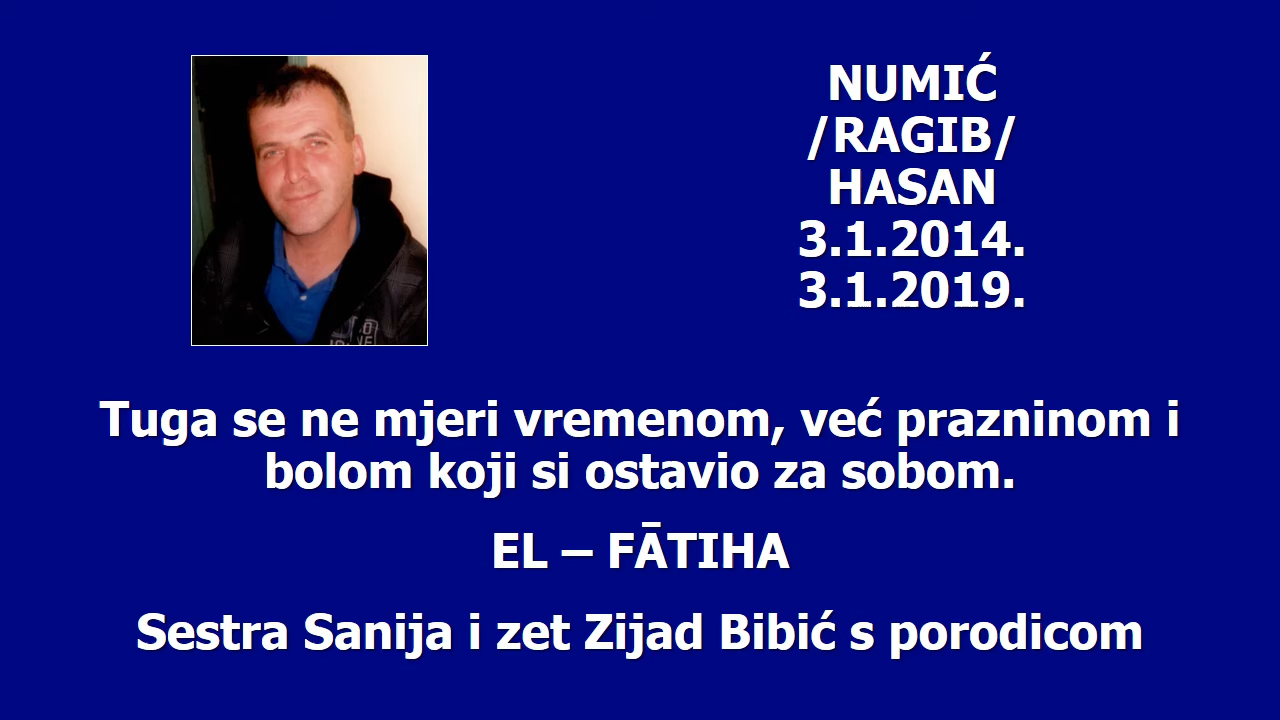 NUMIĆ
/RAGIB/
HASAN
3.1.2014.
3.1.2019.
Tuga se ne mjeri vremenom, već prazninom i
bolom koji si ostavio za sobom.
EL – FĀTIHA
Sestra Sanija i zet Zijad Bibić s porodicom